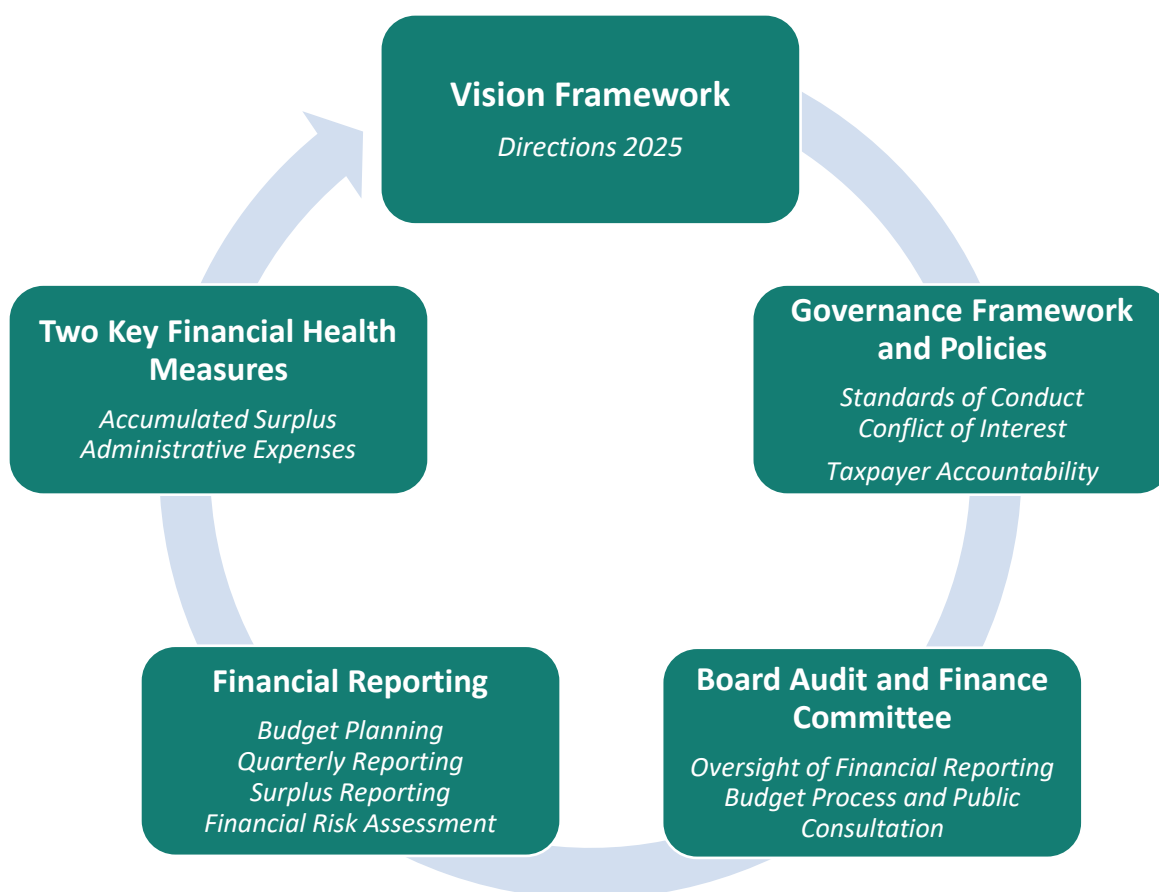 Vision Framework
Directions 2025
Governance Framework
and Policies
Standards of Conduct
Conflict of Interest
Taxpayer Accountability
Board Audit and Finance
Committee
Oversight of Financial Reporting
Budget Process and Public
Consultation
Financial Reporting
Budget Planning
Quarterly Reporting
Surplus Reporting
Financial Risk Assessment
Two Key Financial Health
Measures
Accumulated Surplus
Administrative Expenses